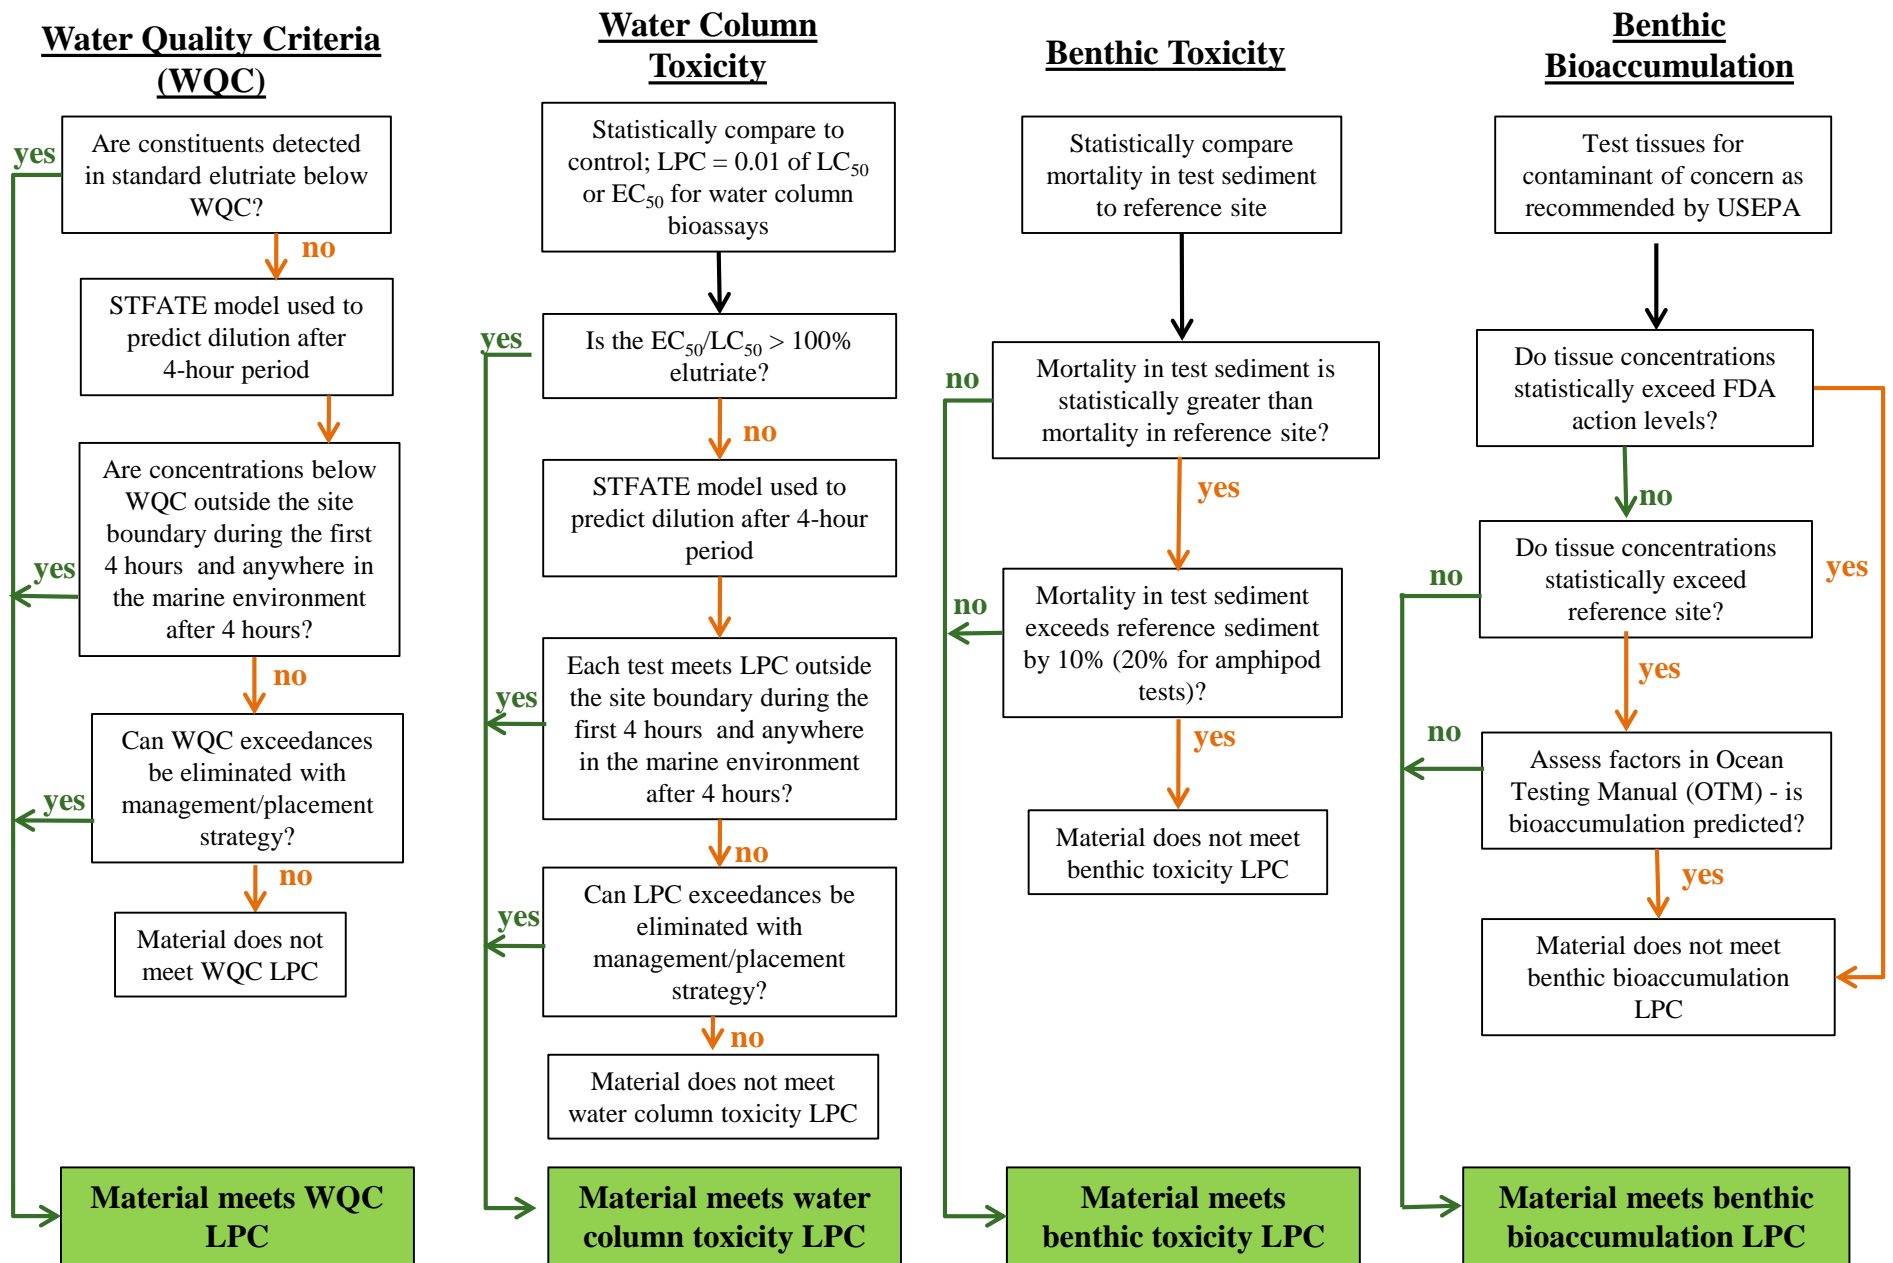 Water Quality Criteria
(WQC)
Are constituents detected
in standard elutriate below
WQC?
yes
no
STFATE model used to
predict dilution after
4-hour period
Are concentrations below
WQC outside the site
boundary during the first
4 hours and anywhere in
the marine environment
after 4 hours?
yes
no
Can WQC exceedances
be eliminated with
management/placement
strategy?
yes
no
Material does not
meet WQC LPC
Material meets WQC
LPC
Water Column
Toxicity
Statistically compare to
control; LPC = 0.01 of LC50
or EC50 for water column
bioassays
Is the EC50/LC50 > 100%
elutriate?
yes
no
STFATE model used to
predict dilution after 4-hour
period
Each test meets LPC outside
the site boundary during the
first 4 hours and anywhere
in the marine environment
after 4 hours?
yes
no
Can LPC exceedances be
eliminated with
management/placement
strategy?
yes
no
Material does not meet
water column toxicity LPC
Material meets water
column toxicity LPC
Benthic Toxicity
Statistically compare
mortality in test sediment
to reference site
Mortality in test sediment is
statistically greater than
mortality in reference site?
no
yes
Mortality in test sediment
exceeds reference sediment
by 10% (20% for amphipod
tests)?
no
yes
Material does not meet
benthic toxicity LPC
Material meets
benthic toxicity LPC
Benthic
Bioaccumulation
Test tissues for
contaminant of concern as
recommended by USEPA
Do tissue concentrations
statistically exceed FDA
action levels?
no
yes
Do tissue concentrations
statistically exceed
reference site?
no
yes
Assess factors in Ocean
Testing Manual (OTM) - is
bioaccumulation predicted?
no
yes
Material does not meet
benthic bioaccumulation
LPC
Material meets benthic
bioaccumulation LPC